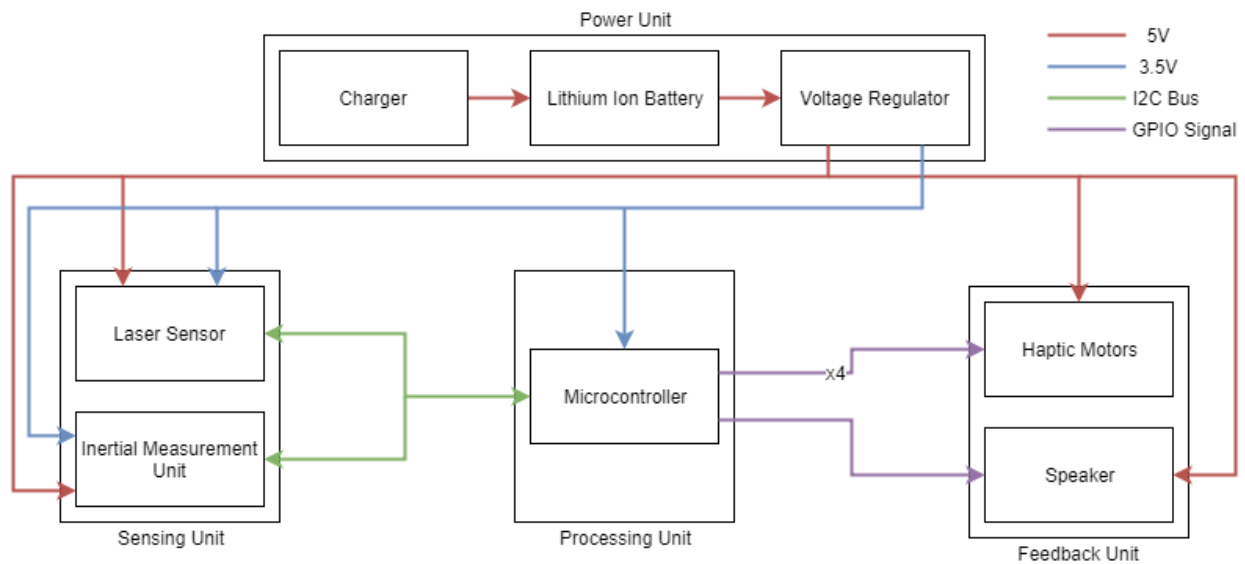 Power Unit
Charger
Lithium Ion Battery
Voltage Regulator
5V
3.5V
I2C Bus
GPIO Signal
Laser Sensor
Inertial Measurement
Unit
Sensing Unit
Microcontroller
Processing Unit
x4
Haptic Motors
Speaker
Feedback Unit